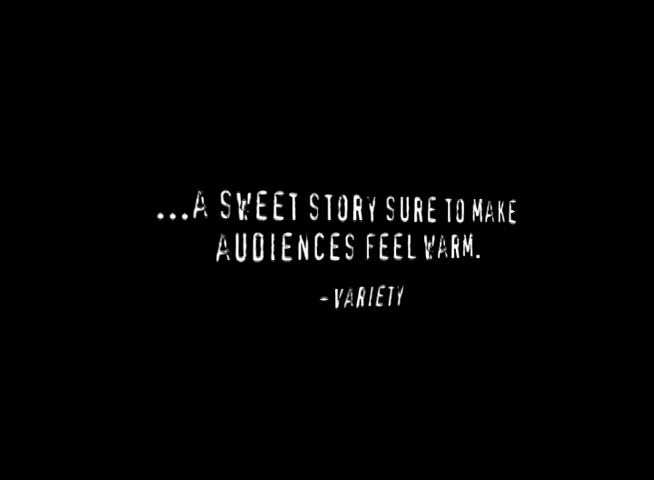 ...A SWEET STORY SURE TO MAKE
AUDIENCES FEEL WARM.
-VARIETY